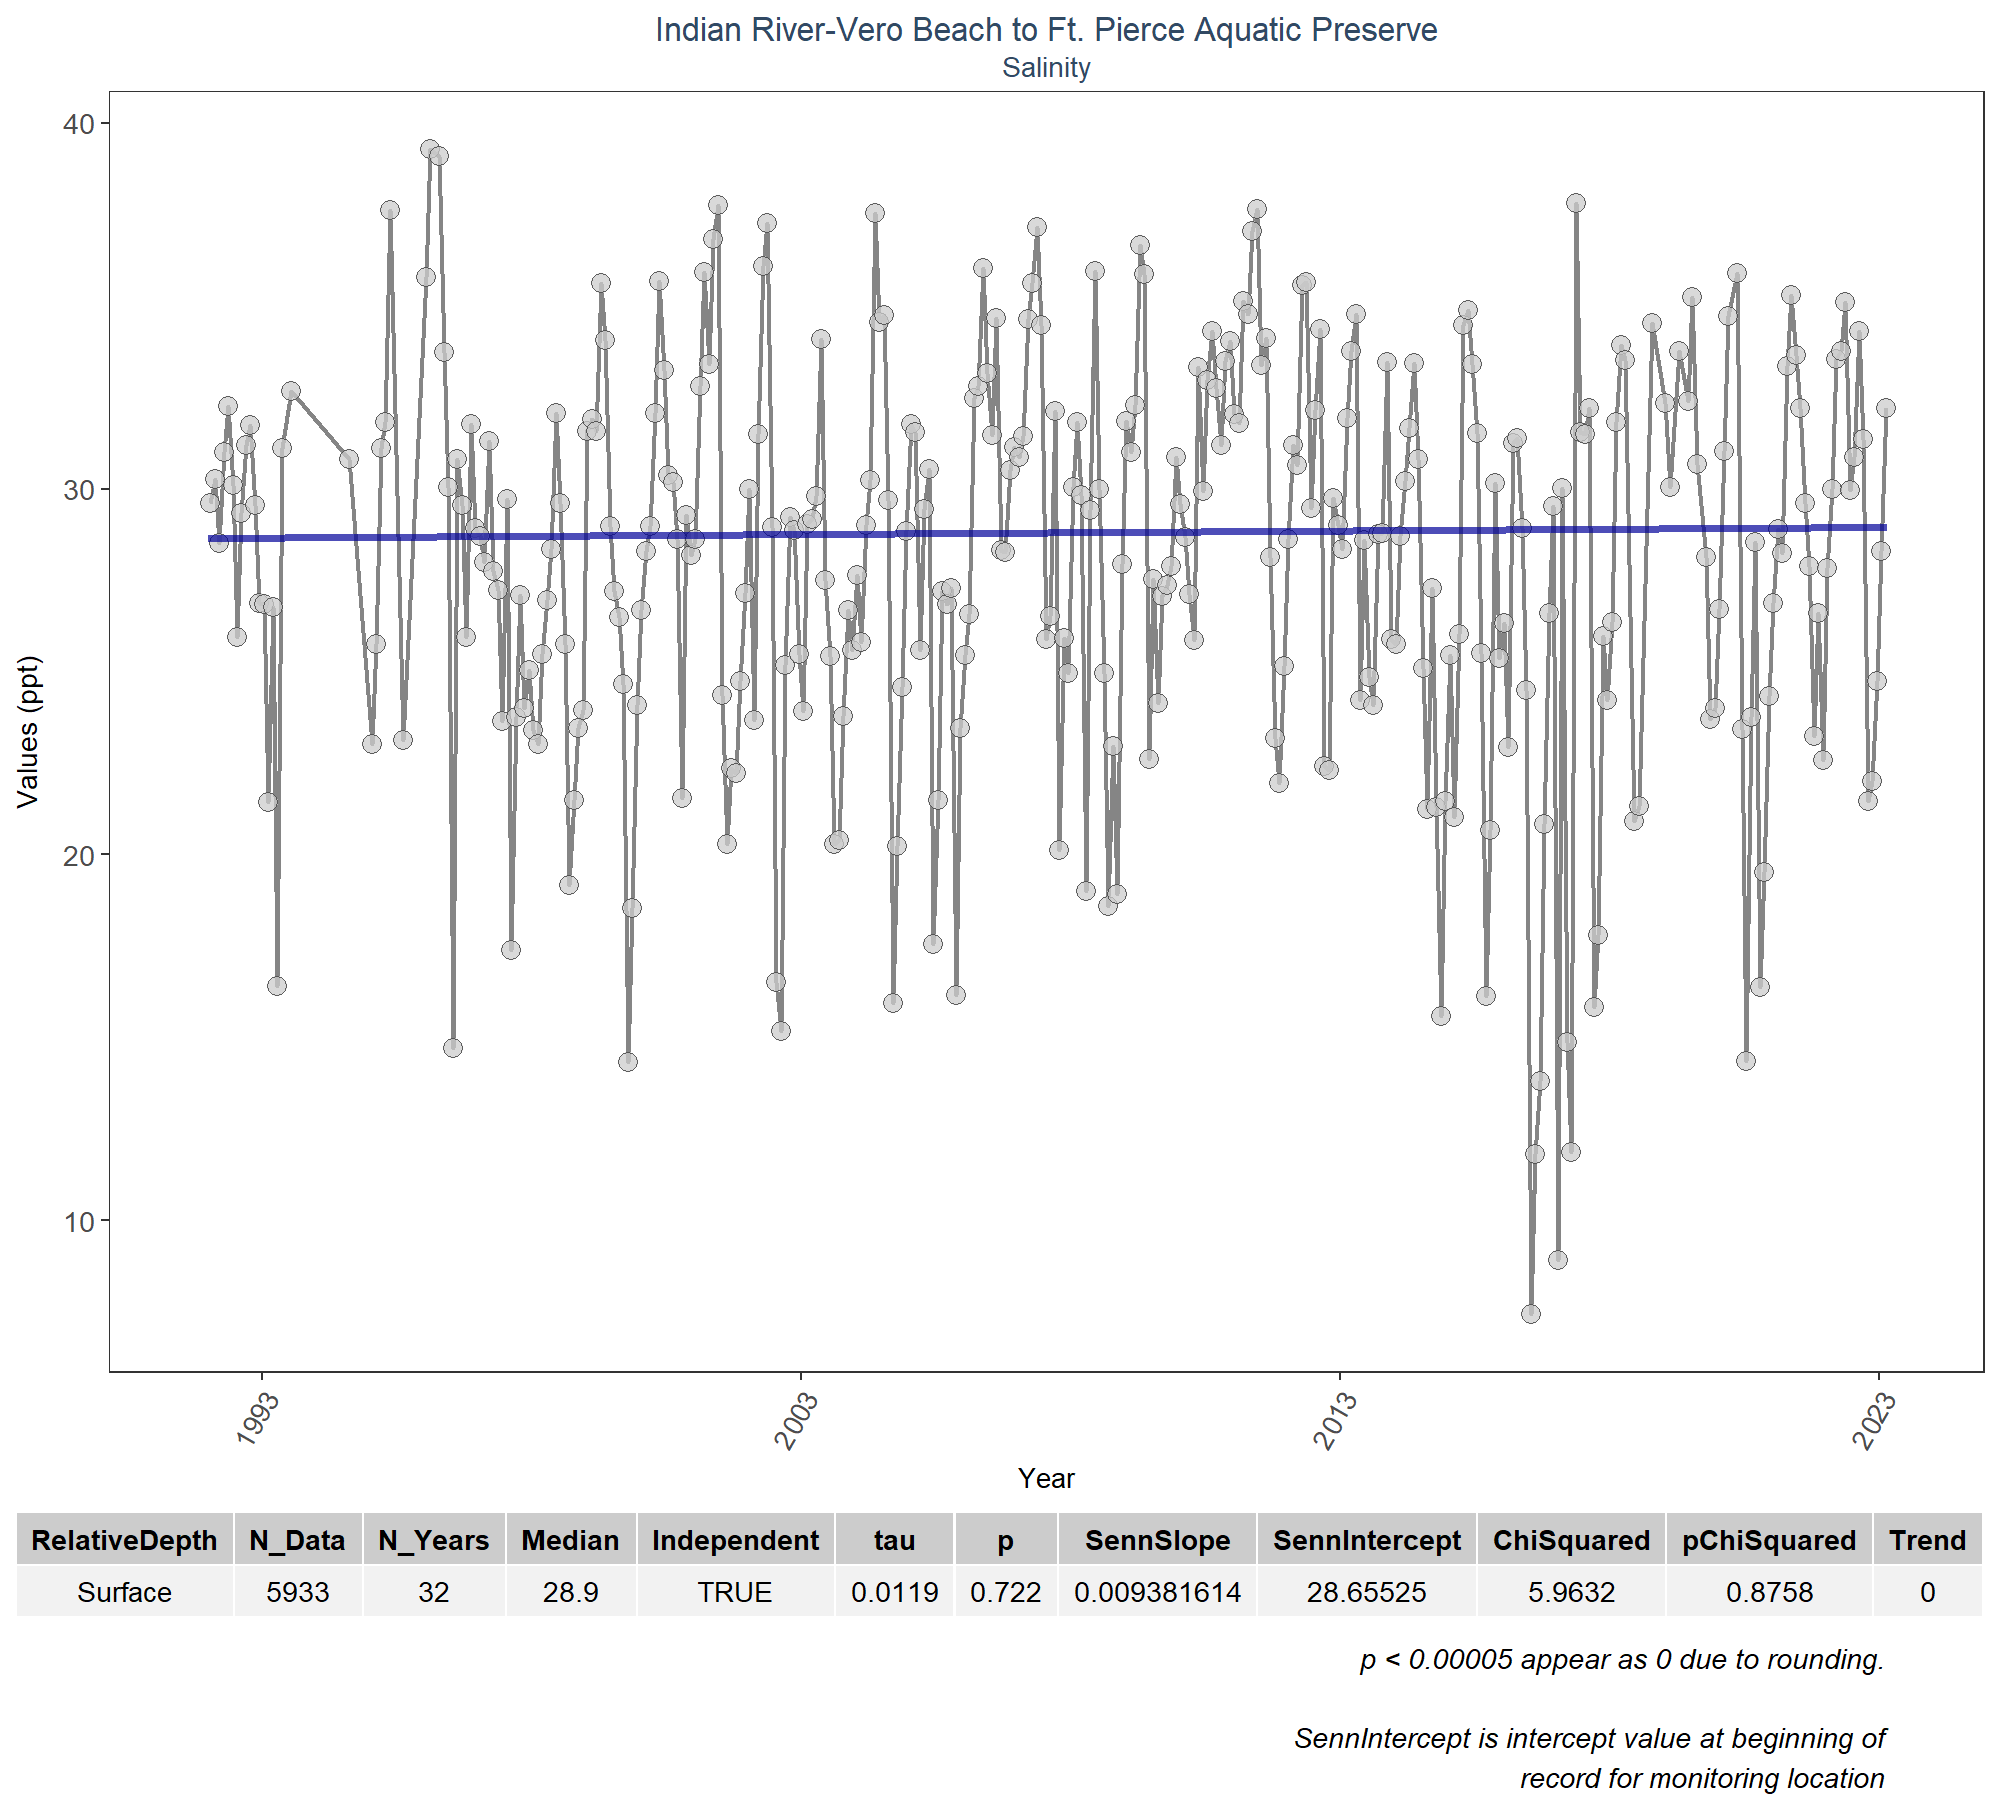 Indian River-Vero Beach to Ft. Pierce Aquatic Preserve
Salinity
40
30
20
10
Values (ppt)
1993
2003
2013
2023
Year
RelativeDepth N_Data N_Years Median Independent tau p SennSlope SennIntercept ChiSquared pChiSquared Trend
Surface 5933 32 28.9 TRUE 0.0119 0.722 0.009381614 28.65525 5.9632 0.8758 0
p < 0.00005 appear as 0 due to rounding.
SennIntercept is intercept value at beginning of
record for monitoring location